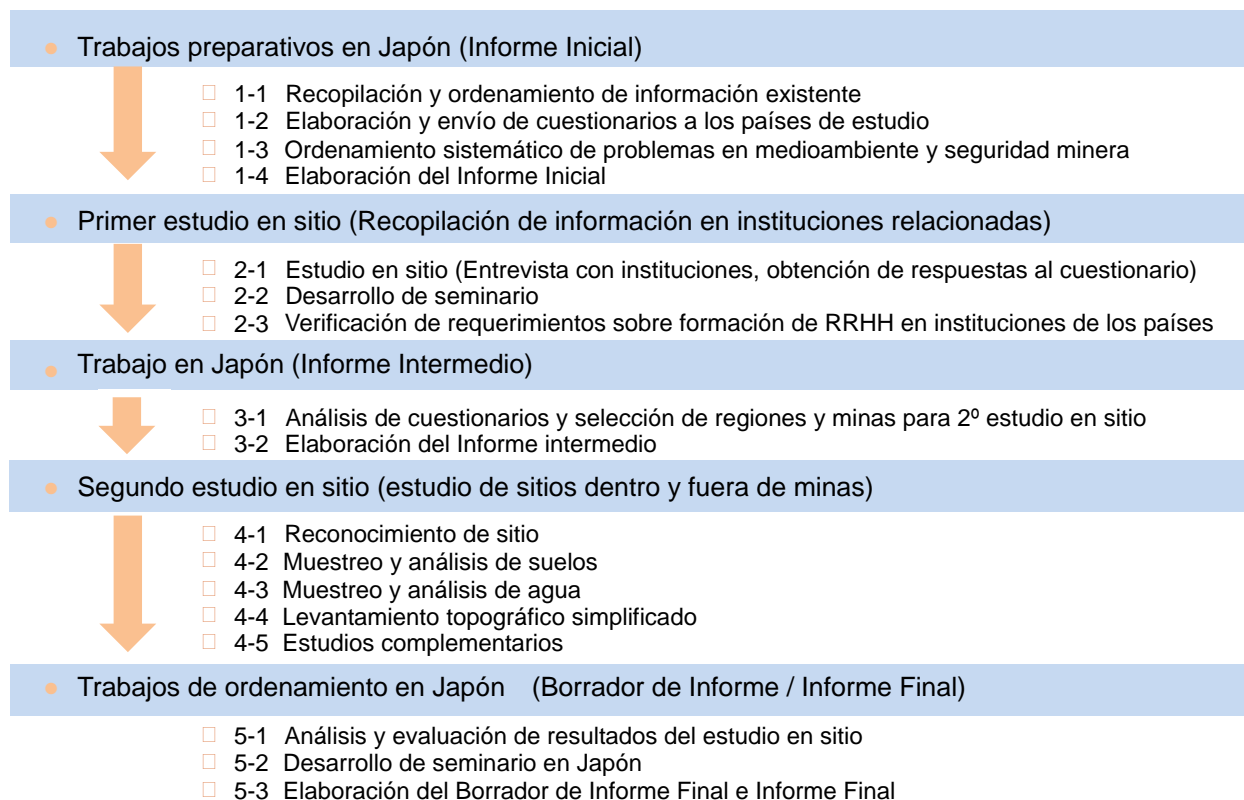 Trabajos preparativos en Japón (Informe Inicial)
1-1 Recopilación y ordenamiento de información existente
1-2 Elaboración y envío de cuestionarios a los países de estudio
1-3 Ordenamiento sistemático de problemas en medioambiente y seguridad minera
1-4 Elaboración del Informe Inicial
Primer estudio en sitio (Recopilación de información en instituciones relacionadas)
2-1 Estudio en sitio (Entrevista con instituciones, obtención de respuestas al cuestionario)
2-2 Desarrollo de seminario
2-3 Verificación de requerimientos sobre formación de RRHH en instituciones de los países
Trabajo en Japón (Informe Intermedio)
3-1 Análisis de cuestionarios y selección de regiones y minas para 2º estudio en sitio
3-2 Elaboración del Informe intermedio
Segundo estudio en sitio (estudio de sitios dentro y fuera de minas)
4-1 Reconocimiento de sitio
4-2 Muestreo y análisis de suelos
4-3 Muestreo y análisis de agua
4-4 Levantamiento topográfico simplificado
4-5 Estudios complementarios
Trabajos de ordenamiento en Japón (Borrador de Informe / Informe Final)
5-1 Análisis y evaluación de resultados del estudio en sitio
5-2 Desarrollo de seminario en Japón
5-3 Elaboración del Borrador de Informe Final e Informe Final